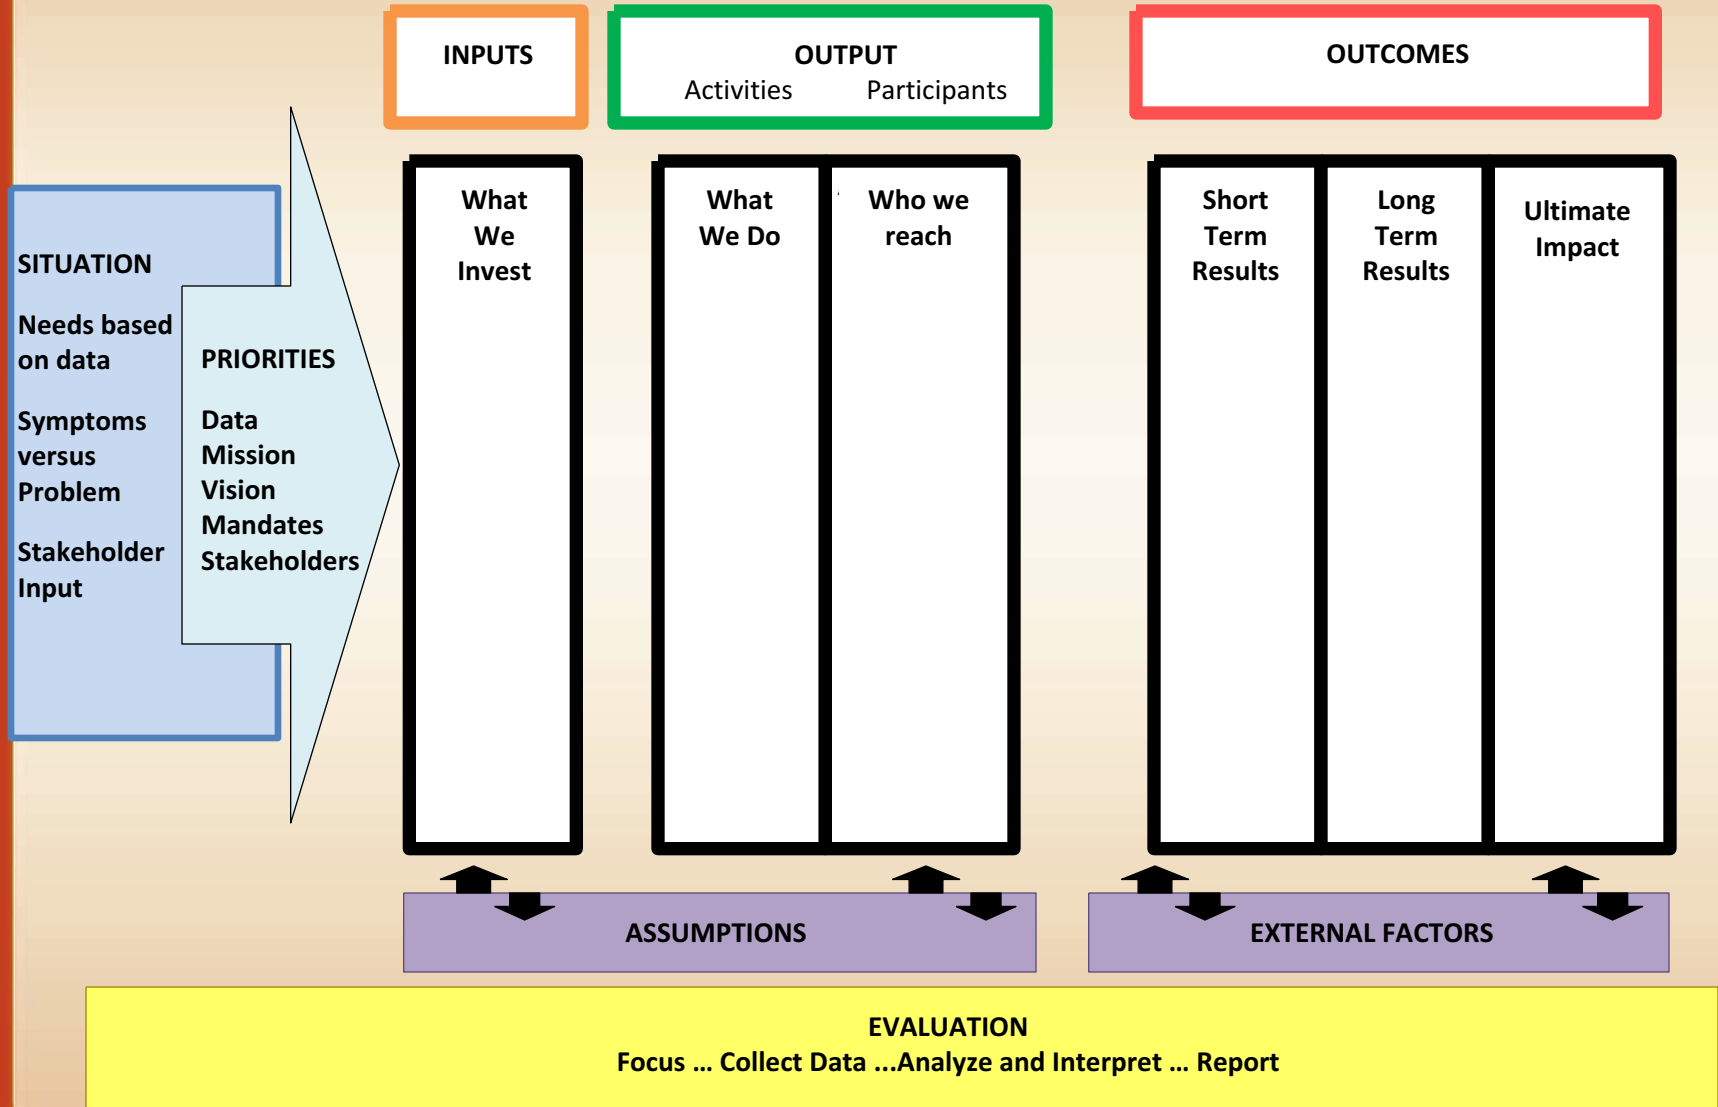 INPUTS
OUTPUT
Activities Participants
OUTCOMES
SITUATION
Needs based
on data
Symptoms
versus
Problem
Stakeholder
Input
PRIORITIES
Data
Mission
Vision
Mandates
Stakeholders
What
We
Invest
What
We Do
Who we
reach
Short
Term
Results
Long
Term
Results
Ultimate
Impact
ASSUMPTIONS
EXTERNAL FACTORS
EVALUATION
Focus ... Collect Data ...Analyze and Interpret ... Report